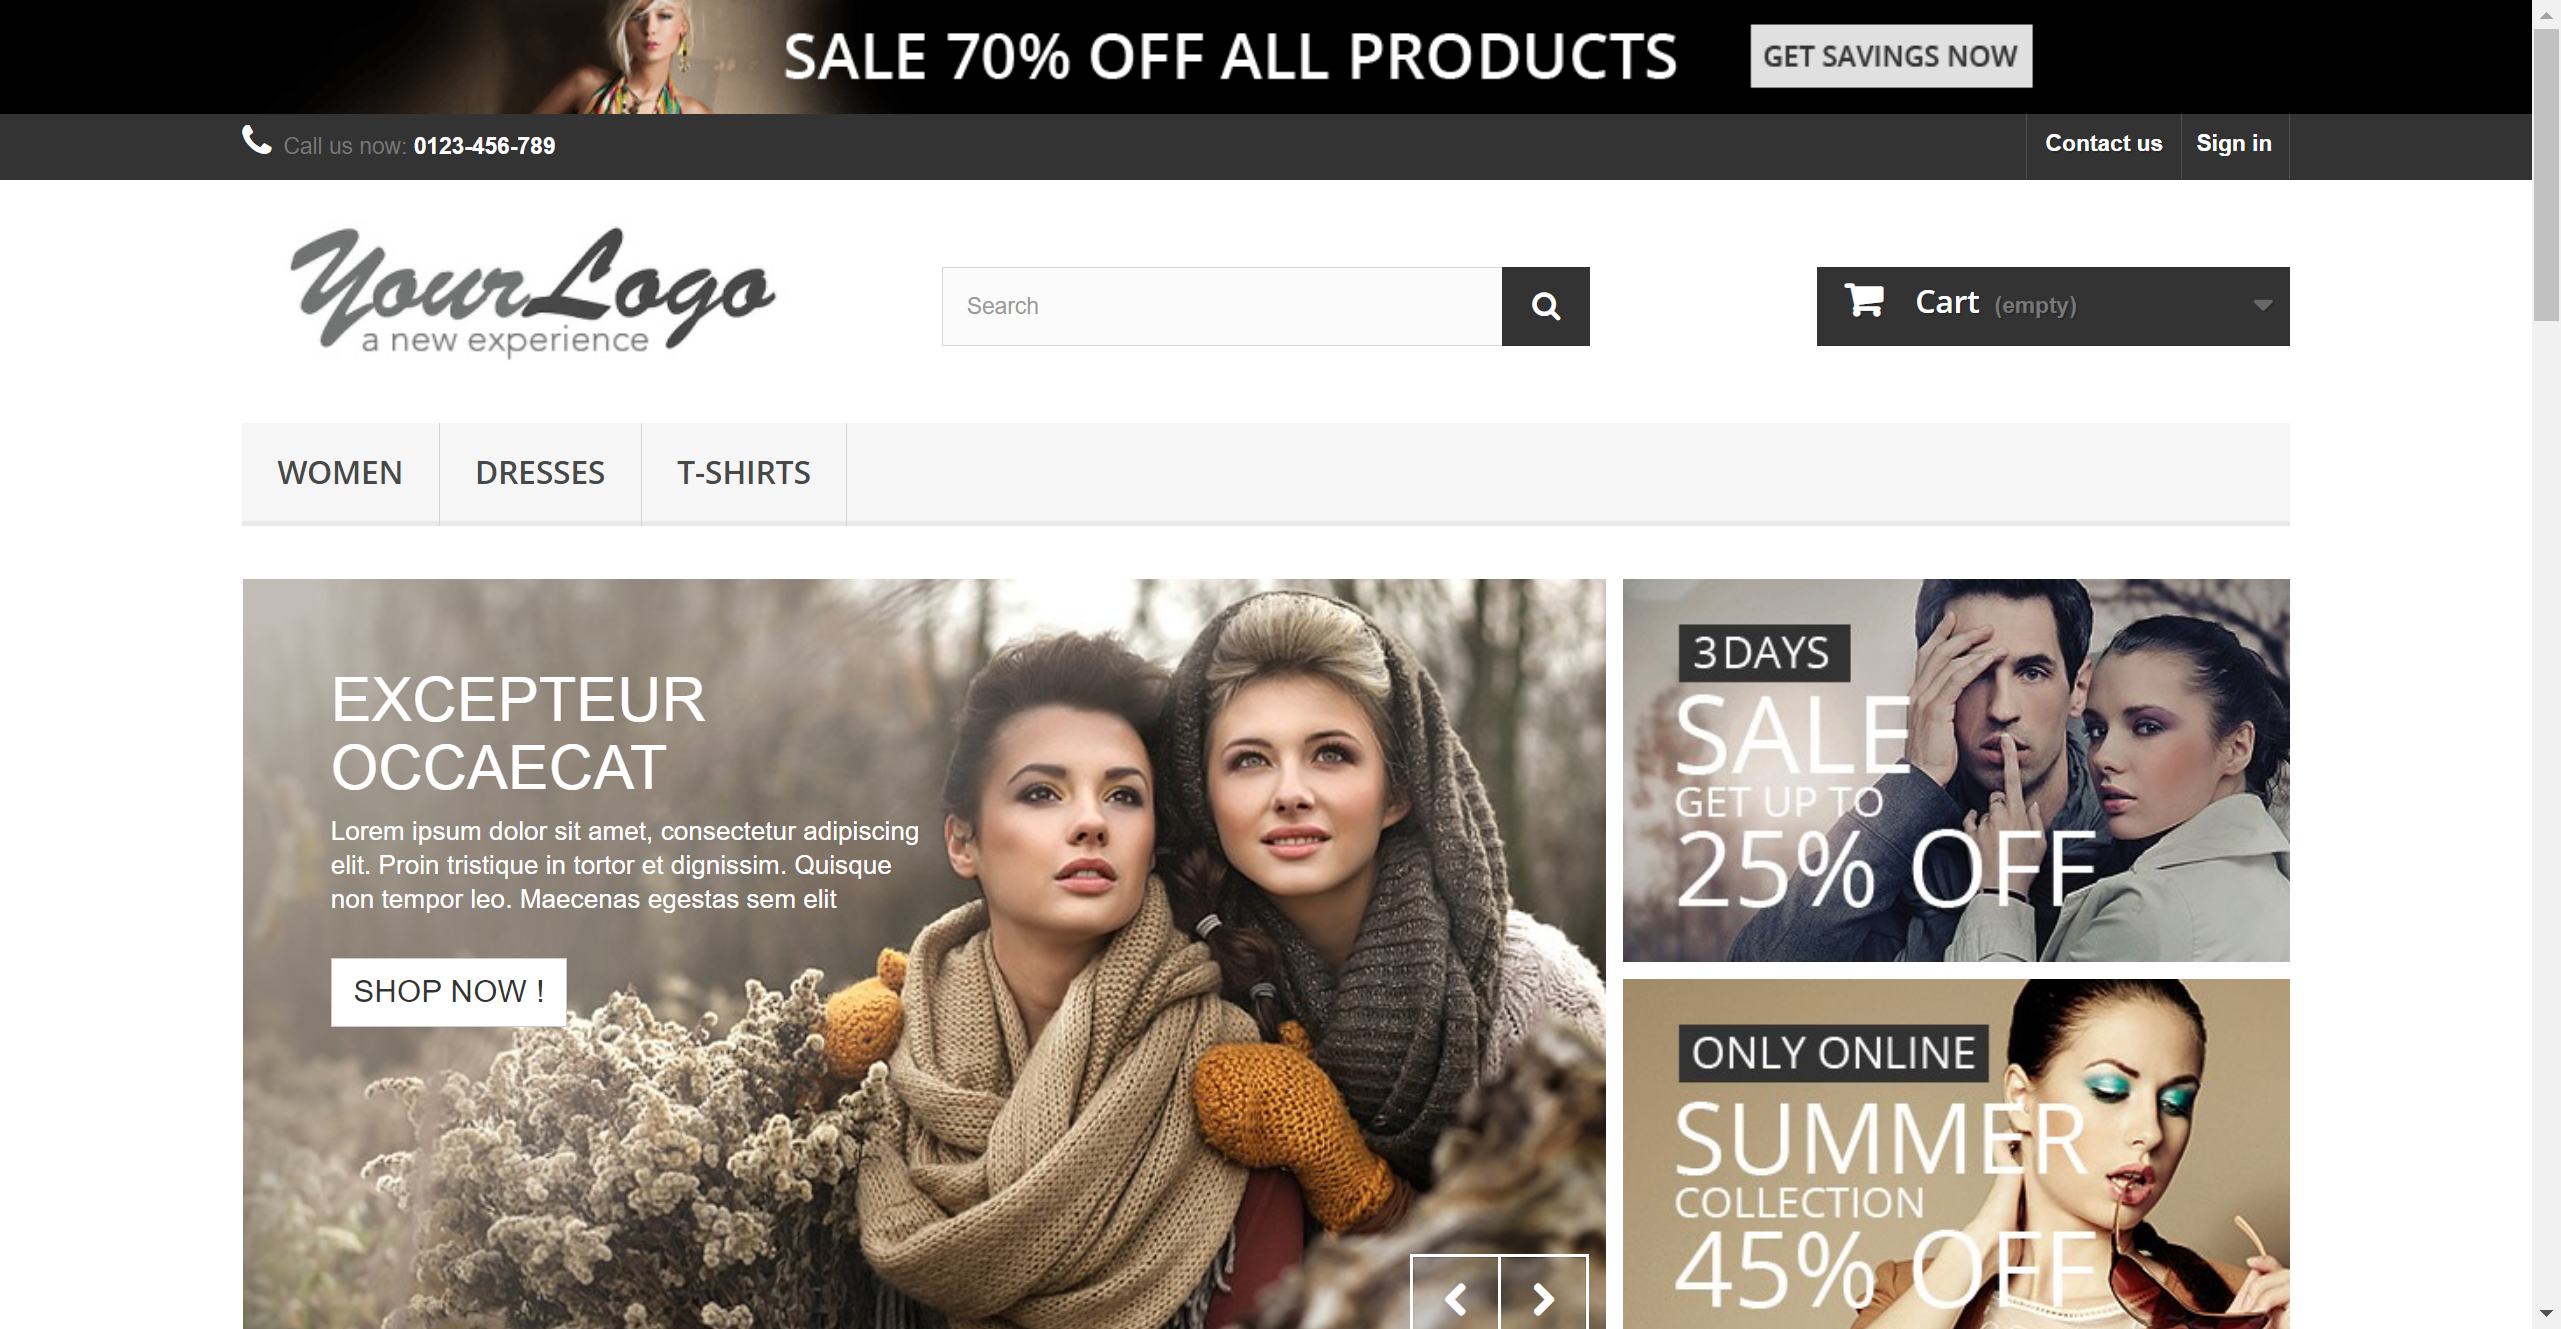 SALE 70% OFF ALL PRODUCTS
GET SAVINGS NOW
Call us now: 0123-456-789
Contact us
Sign in
YourLogo
a new experience
Search
Cart (empty)
WOMEN
DRESSES
T-SHIRTS
EXCEPTEUR
OCCAECAT
Lorem ipsum dolor sit amet, consectetur adipiscing
elit. Proin tristique in tortor et dignissim. Quisque
non tempor leo. Maecenas egestas sem elit
SHOP NOW !
3 DAYS
SALE
GET UP TO
25% OFF
ONLY ONLINE
SUMMER
COLLECTION
45% OFF